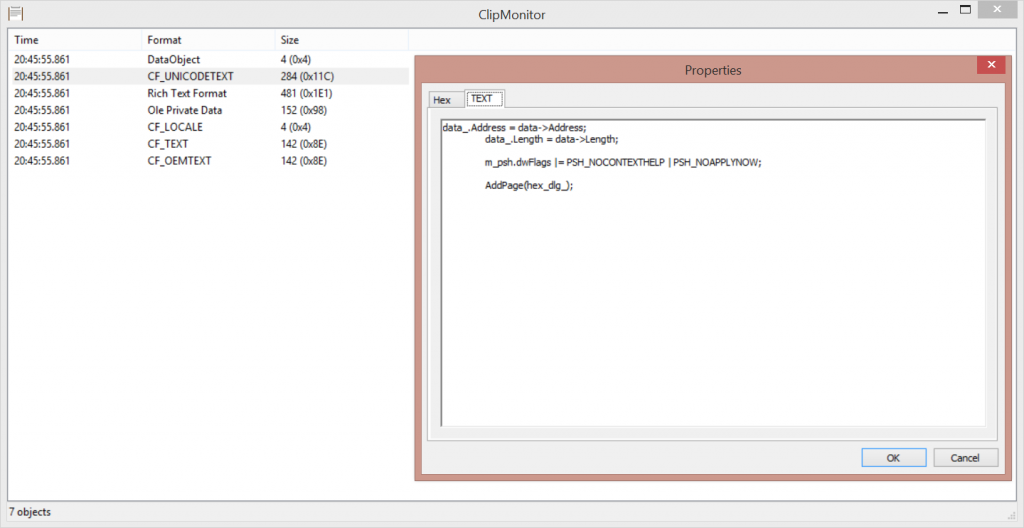 ClipMonitor
Time Format Size
20:45:55.861 DataObject 4 (0x4)
20:45:55.861 CF_UNICODETEXT 284 (0x11C)
20:45:55.861 Rich Text Format 481 (0x1E1)
20:45:55.861 Ole Private Data 152 (0x98)
20:45:55.861 CF_LOCALE 4 (0x4)
20:45:55.861 CF_TEXT 142 (0x8E)
20:45:55.861 CF_OEMTEXT 142 (0x8E)
Properties
Hex TEXT
data_.Address = data->Address;
data_.Length = data->Length;
m_psh.dwFlags |= PSH_NOCONTEXTHELP | PSH_NOAPPLYNOW;
AddPage(hex_dlg_);
OK Cancel
7 objects